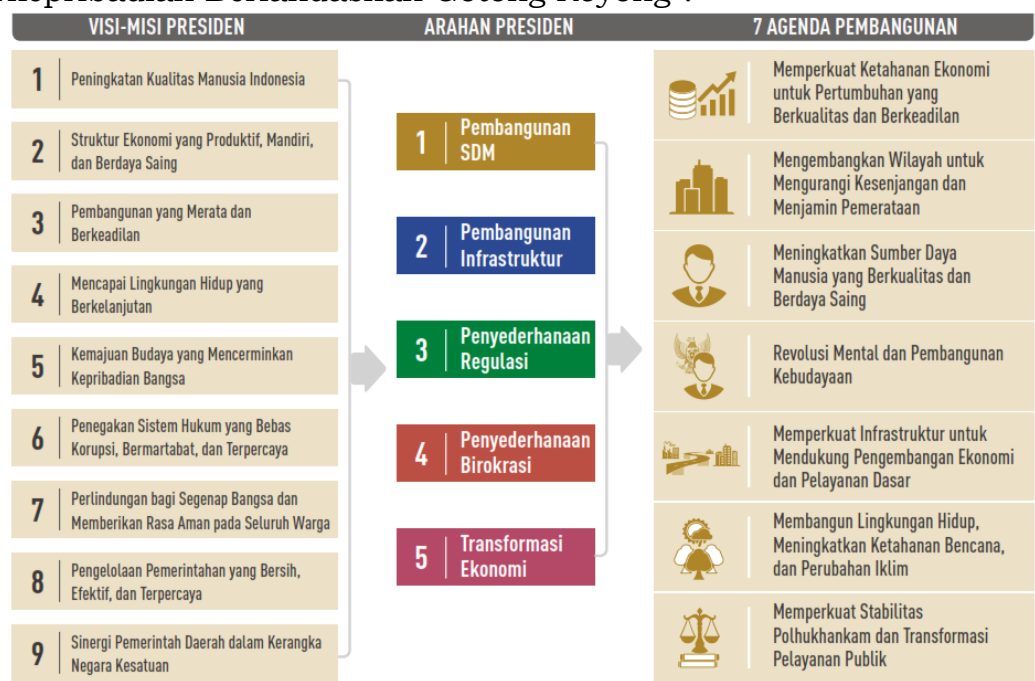 Kepribadian Berlandaskan Gotong Royong".
VISI-MISI PRESIDEN
1
Peningkatan Kualitas Manusia Indonesia
2
Struktur Ekonomi yang Produktif, Mandiri,
dan Berdaya Saing
3
Pembangunan yang Merata dan
Berkeadilan
4
Mencapai Lingkungan Hidup yang
Berkelanjutan
5
Kemajuan Budaya yang Mencerminkan
Kepribadian Bangsa
6
Penegakan Sistem Hukum yang Bebas
Korupsi, Bermartabat, dan Terpercaya
7
Perlindungan bagi Segenap Bangsa dan
Memberikan Rasa Aman pada Seluruh Warga
8
Pengelolaan Pemerintahan yang Bersih,
Efektif, dan Terpercaya
9
Sinergi Pemerintah Daerah dalam Kerangka
Negara Kesatuan
ARAHAN PRESIDEN
1
Pembangunan
SDM
2
Pembangunan
Infrastruktur
3
Penyederhanaan
Regulasi
4
Penyederhanaan
Birokrasi
5
Transformasi
Ekonomi
7 AGENDA PEMBANGUNAN
Memperkuat Ketahanan Ekonomi
untuk Pertumbuhan yang
Berkualitas dan Berkeadilan
Mengembangkan Wilayah untuk
Mengurangi Kesenjangan dan
Menjamin Pemerataan
Meningkatkan Sumber Daya
Manusia yang Berkualitas dan
Berdaya Saing
Revolusi Mental dan Pembangunan
Kebudayaan
Memperkuat Infrastruktur untuk
Mendukung Pengembangan Ekonomi
dan Pelayanan Dasar
Membangun Lingkungan Hidup,
Meningkatkan Ketahanan Bencana,
dan Perubahan Iklim
Memperkuat Stabilitas
Polhukhankam dan Transformasi
Pelayanan Publik